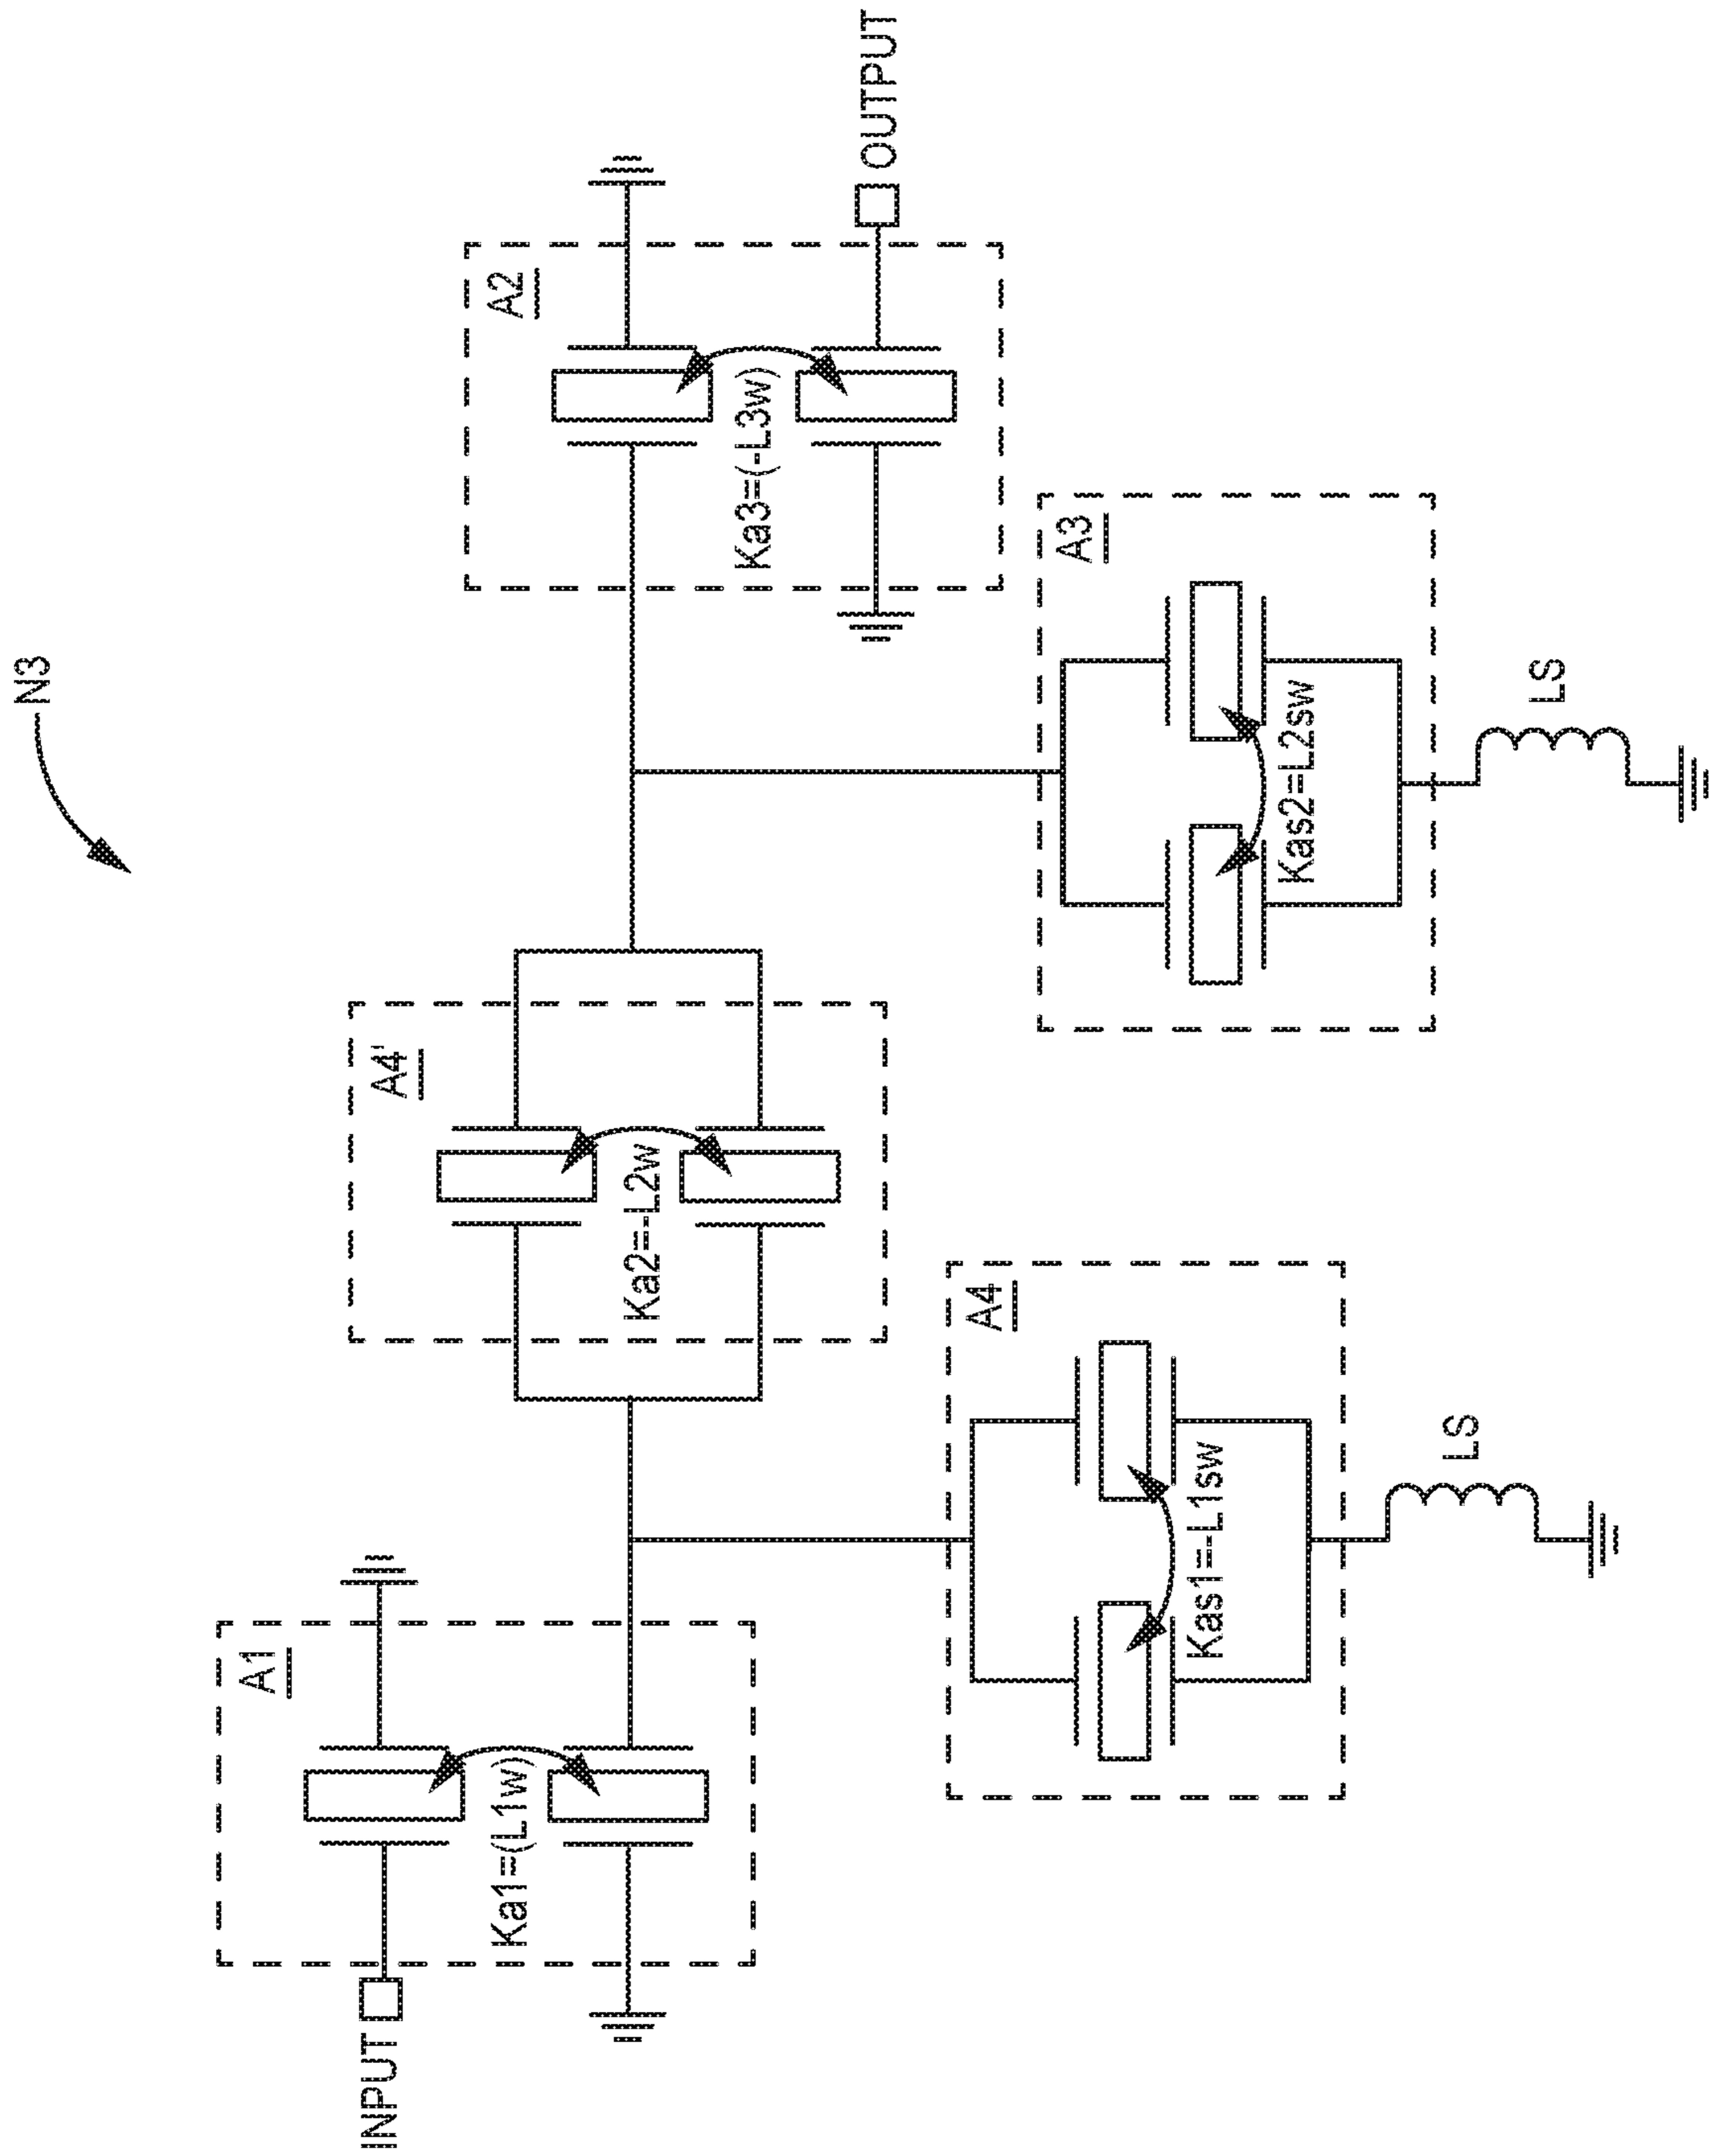 N3
INPUT
A1
Ka1=(L1w)
A4
Kas1=-L1sw
LS
A4'
Ka2=-L2w
A3
Kas2=L2sw
LS
A2
Ka3=(-L3w)
OUTPUT